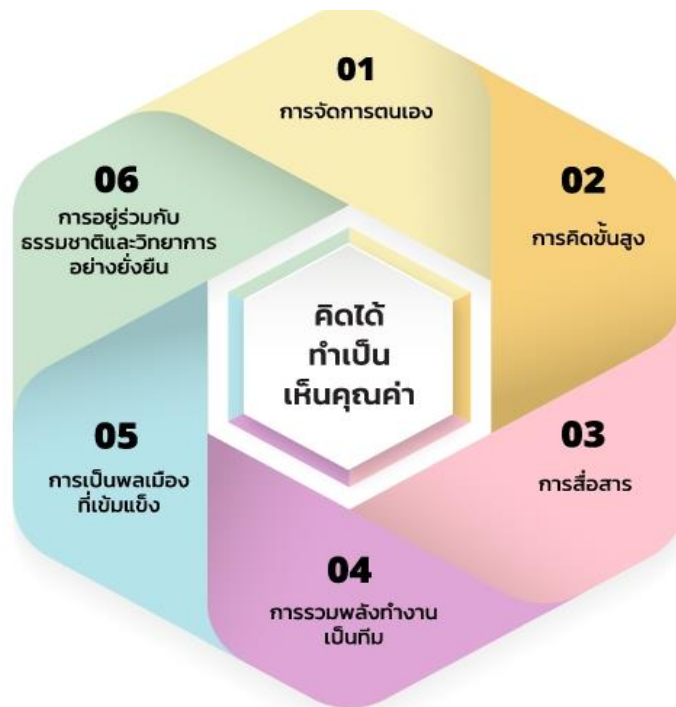 01
การจัดการตนเอง
02
การคิดขั้นสูง
03
การสื่อสาร
04
การรวมพลังทำงาน
เป็นทีม
05
การเป็นพลเมือง
ที่เข้มแข็ง
06
การอยู่ร่วมกับ
ธรรมชาติและวิทยาการ
อย่างยั่งยืน
คิดได้
ทำเป็น
เห็นคุณค่า